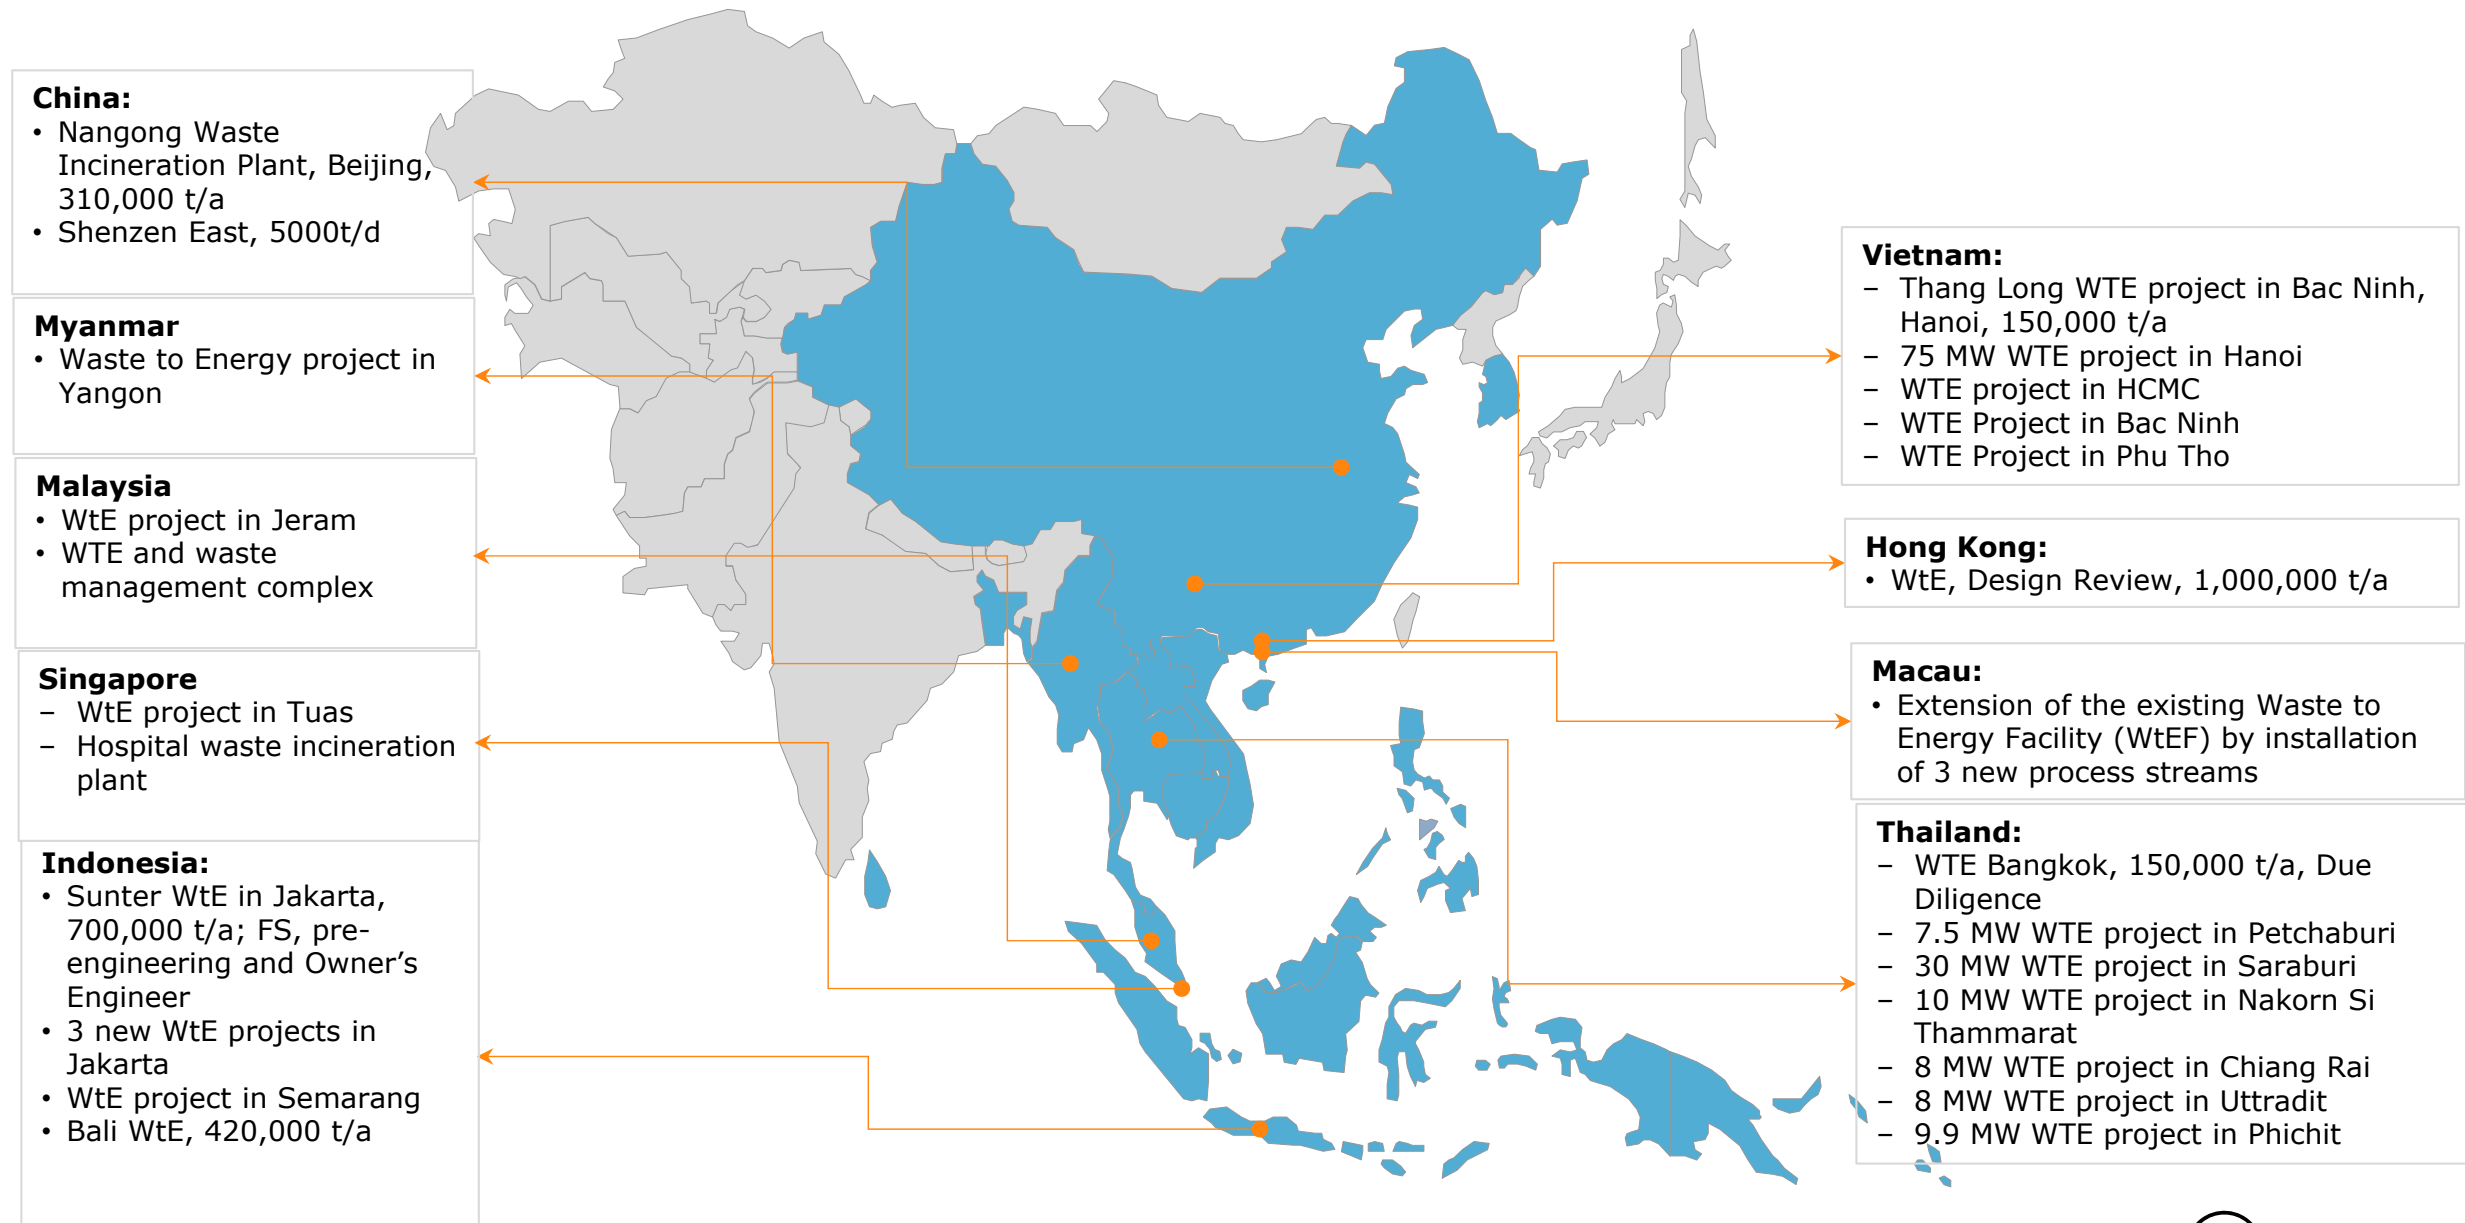 China:
• Nangong Waste
Incineration Plant, Beijing,
310,000 t/a
• Shenzen East, 5000t/d
Myanmar
• Waste to Energy project in
Yangon
Malaysia
• WtE project in Jeram
• WTE and waste
management complex
Singapore
– WtE project in Tuas
– Hospital waste incineration
plant
Indonesia:
• Sunter WtE in Jakarta,
700,000 t/a; FS, pre-
engineering and Owner’s
Engineer
• 3 new WtE projects in
Jakarta
• WtE project in Semarang
• Bali WtE, 420,000 t/a
Vietnam:
– Thang Long WTE project in Bac Ninh,
Hanoi, 150,000 t/a
– 75 MW WTE project in Hanoi
– WTE project in HCMC
– WTE Project in Bac Ninh
– WTE Project in Phu Tho
Hong Kong:
• WtE, Design Review, 1,000,000 t/a
Macau:
• Extension of the existing Waste to
Energy Facility (WtEF) by installation
of 3 new process streams
Thailand:
– WTE Bangkok, 150,000 t/a, Due
Diligence
– 7.5 MW WTE project in Petchaburi
– 30 MW WTE project in Saraburi
– 10 MW WTE project in Nakorn Si
Thammarat
– 8 MW WTE project in Chiang Rai
– 8 MW WTE project in Uttradit
– 9.9 MW WTE project in Phichit